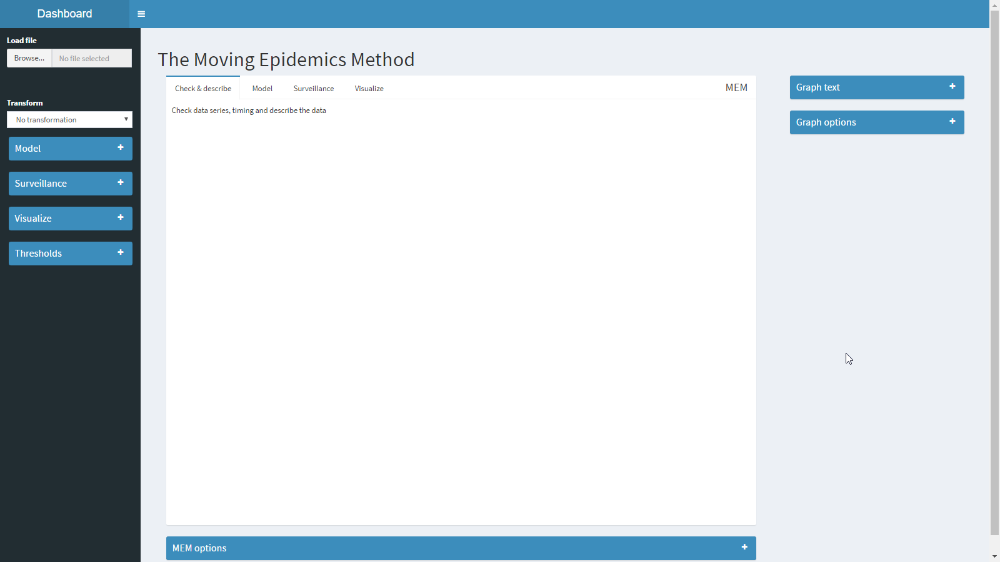 Dashboard
Load file
Browse...
No file selected
Transform
No transformation
Model
Surveillance
Visualize
Thresholds
The Moving Epidemics Method
Check & describe
Model
Surveillance
Visualize
MEM
Check data series, timing and describe the data
MEM options
Graph text
Graph options